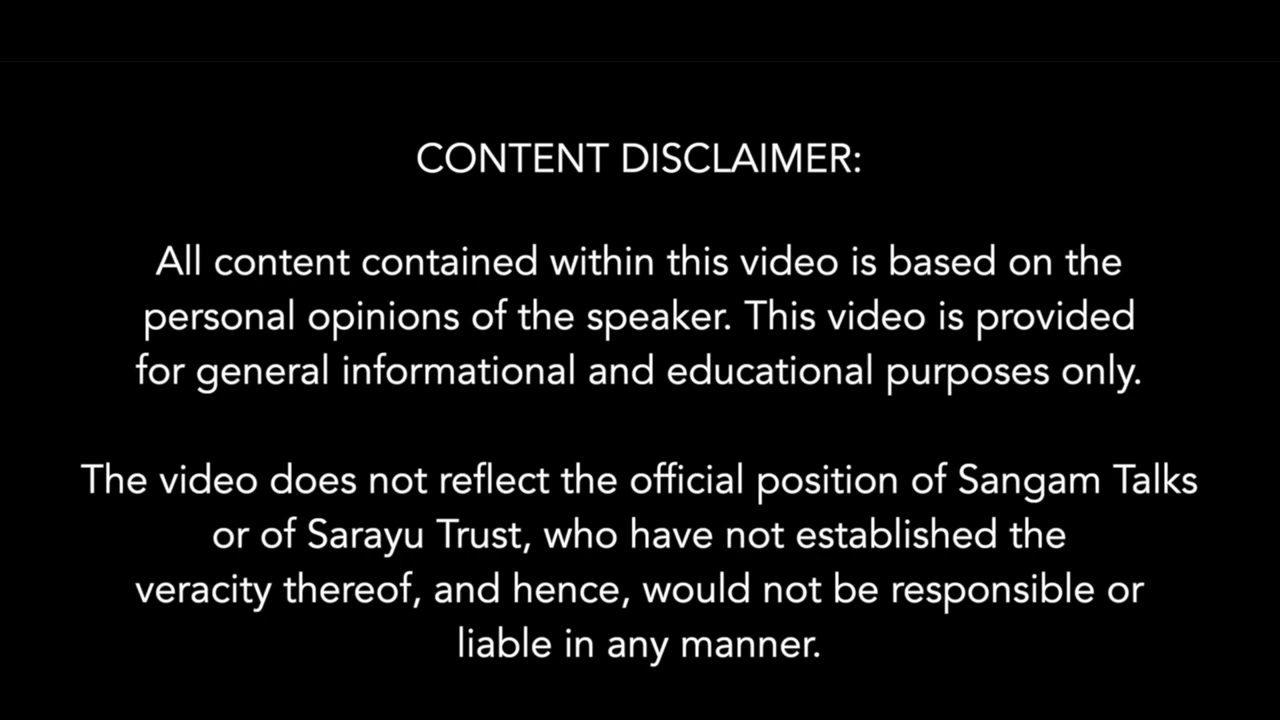 CONTENT DISCLAIMER:
All content contained within this video is based on the
personal opinions of the speaker. This video is provided
for general informational and educational purposes only.
The video does not reflect the official position of Sangam Talks
or of Sarayu Trust, who have not established the
veracity thereof, and hence, would not be responsible or
liable in any manner.